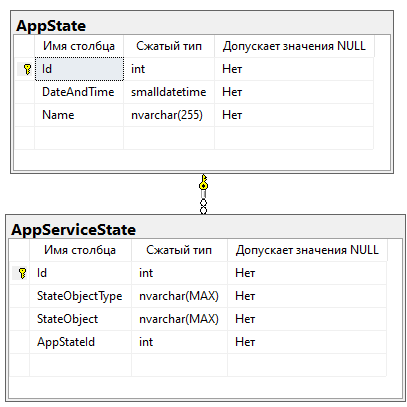 AppState
Имя столбца Сжатый тип Допускает значения NULL
Id int Нет
DateAndTime smalldatetime Нет
Name nvarchar(255) Нет
AppServiceState
Имя столбца Сжатый тип Допускает значения NULL
Id int Нет
StateObjectType nvarchar(MAX) Нет
StateObject nvarchar(MAX) Нет
AppStateId int Нет